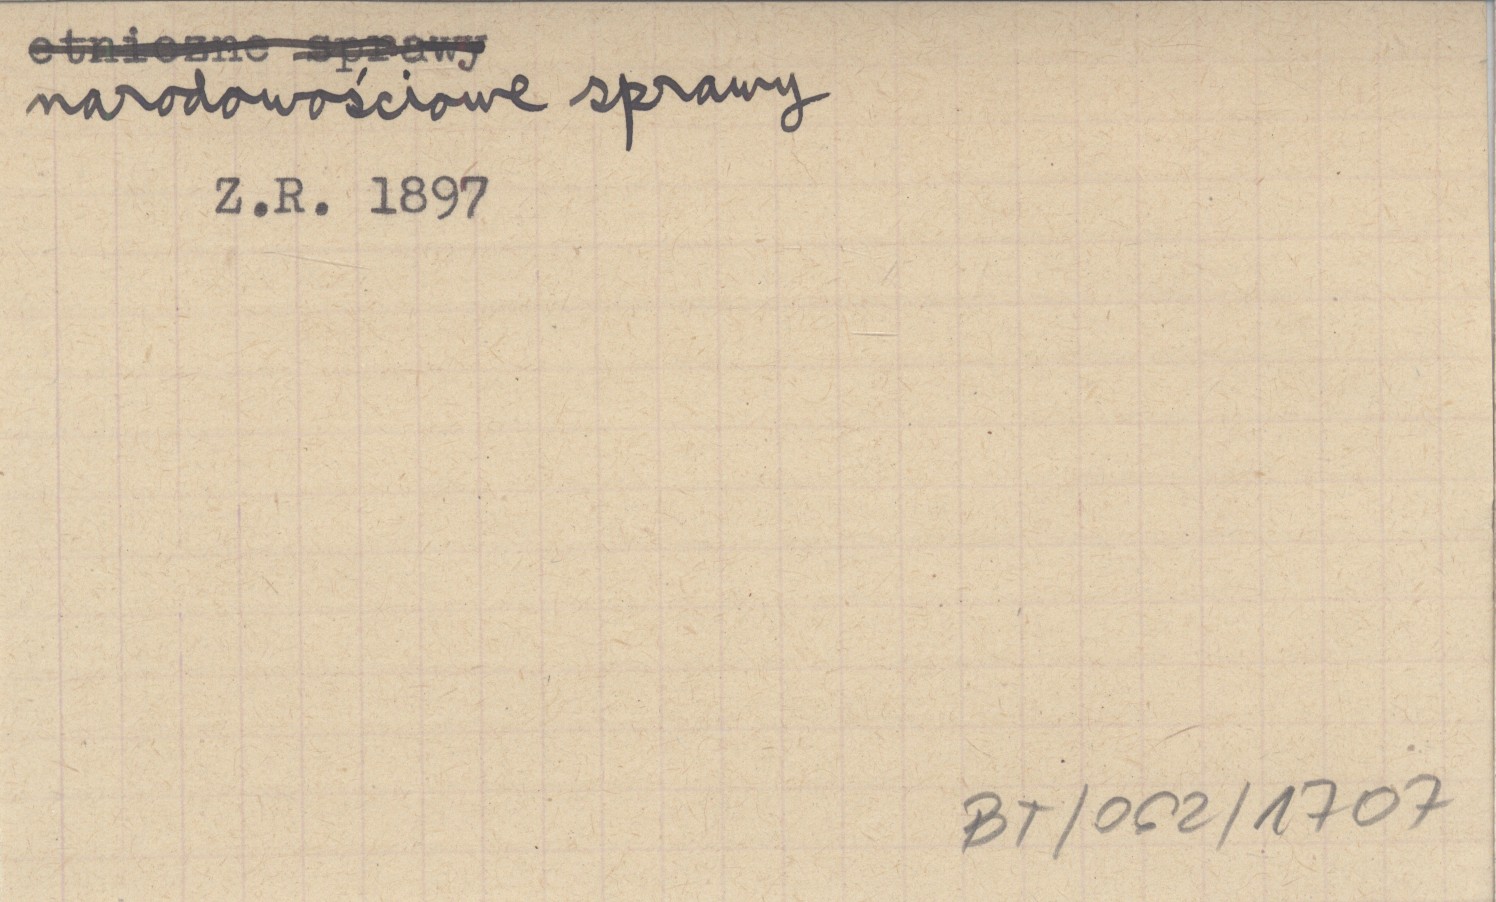 etniczne sprawy
narodowościowe sprawy
Z.R. 1897
BT/062/1707